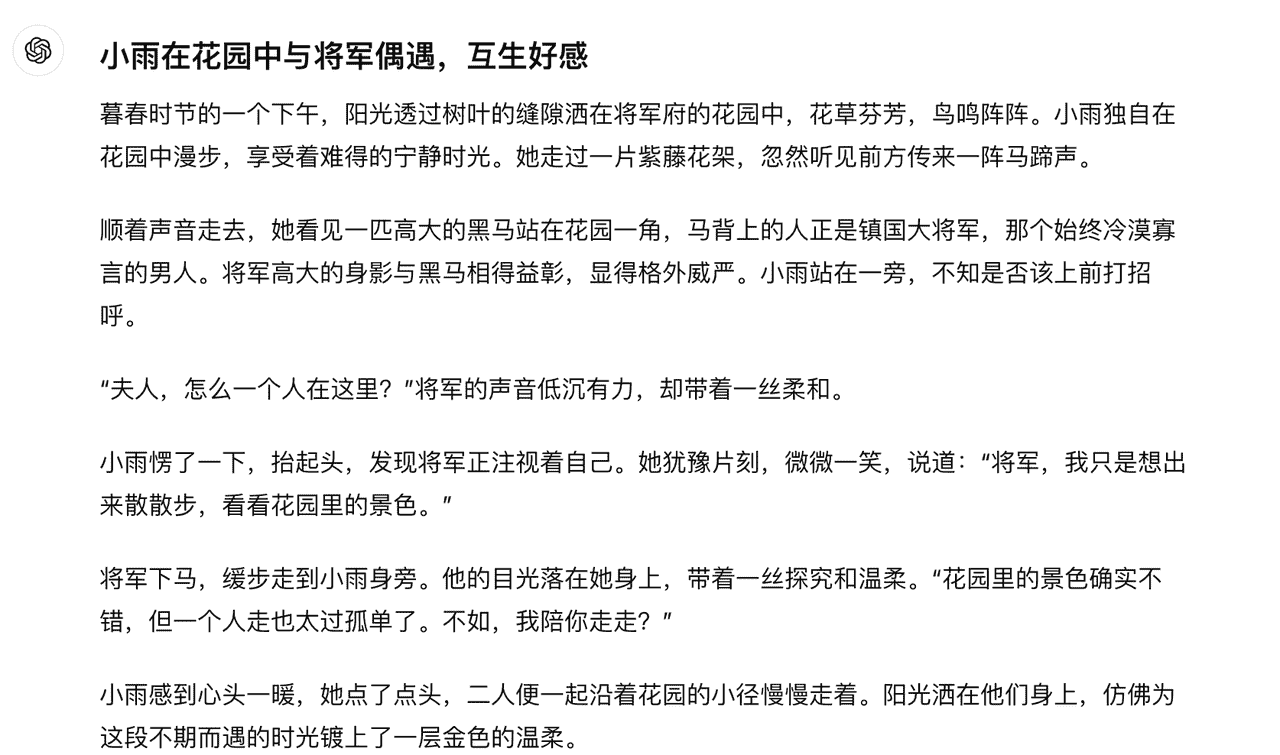 小雨在花园中与将军偶遇，互生好感
暮春时节的一个下午，阳光透过树叶的缝隙洒在将军府的花园中，花草芬芳，鸟鸣阵阵。小雨独自在
花园中漫步，享受着难得的宁静时光。她走过一片紫藤花架，忽然听见前方传来一阵马蹄声。
顺着声音走去，她看见一匹高大的黑马站在花园一角，马背上的人正是镇国大将军，那个始终冷漠寡
言的男人。将军高大的身影与黑马相得益彰，显得格外威严。小雨站在一旁，不知是否该上前打招
呼。
“夫人，怎么一个人在这里？”将军的声音低沉有力，却带着一丝柔和。
小雨愣了一下，抬起头，发现将军正注视着自己。她犹豫片刻，微微一笑，说道：“将军，我只是想出
来散散步，看看花园里的景色。”
将军下马，缓步走到小雨身旁。他的目光落在她身上，带着一丝探究和温柔。“花园里的景色确实不
错，但一个人走也太过孤单了。不如，我陪你走走？”
小雨感到心头一暖，她点了点头，二人便一起沿着花园的小径慢慢走着。阳光洒在他们身上，仿佛为
这段不期而遇的时光镀上了一层金色的温柔。